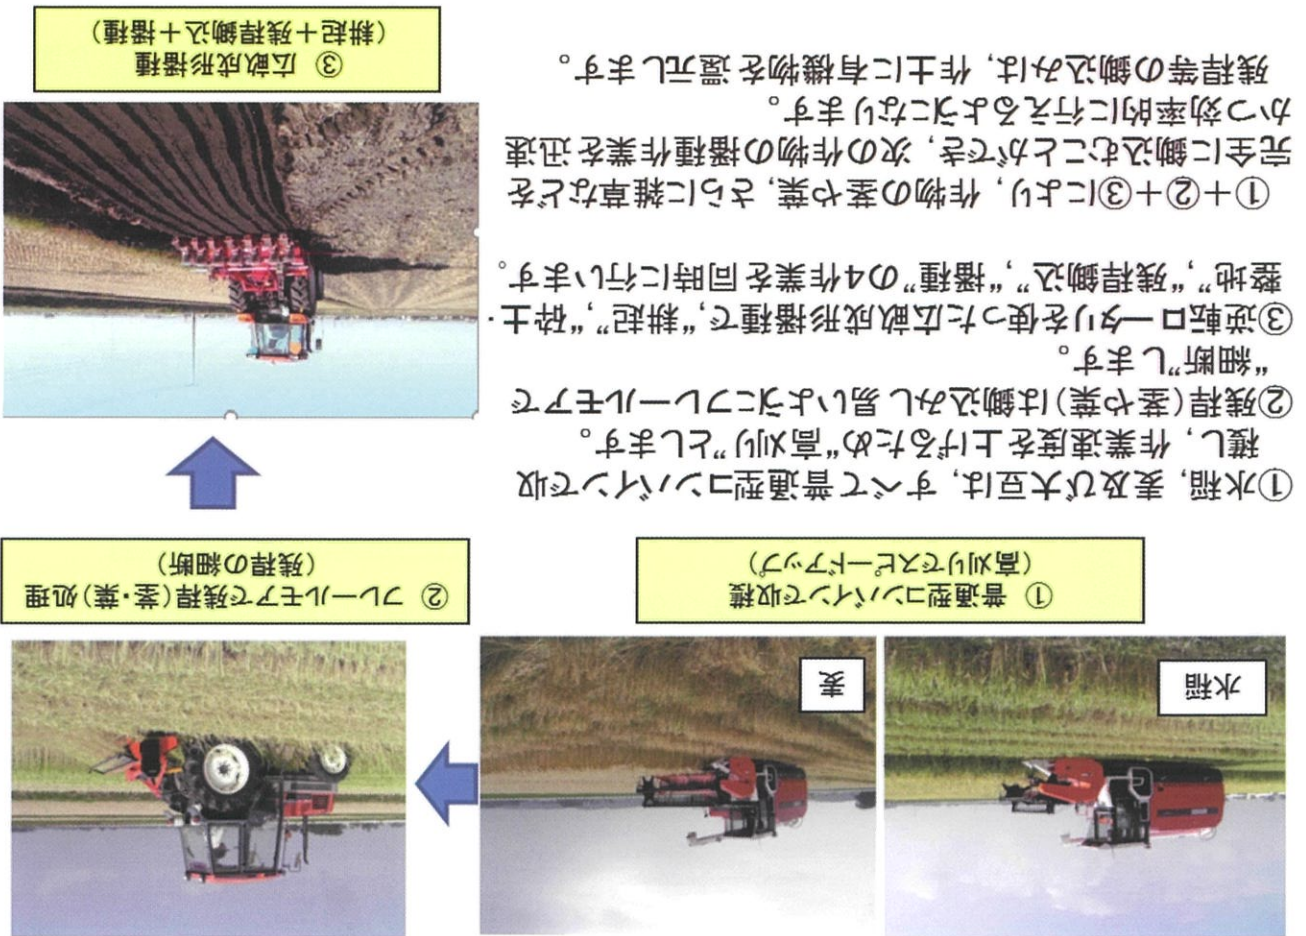 水稲
麦
① 普通型コンバインで収穫
(高刈りでスピードアップ)
② フレールモアで残稈(茎・葉)処理
(残稈の細断)
①水稲, 麦及び大豆は, すべて普通型コンバインで収
穫し, 作業速度を上げるため“高刈り”とします。
②残稈(茎や葉)は鋤込みし易いようにフレールモアで
“細断”します。
③逆転ロータリを使った広畝成形播種で,“耕起”,“砕土・
整地”,“残稈鋤込”,“播種”の4作業を同時に行います。
①+②+③により, 作物の茎や葉, さらに雑草などを
完全に鋤込むことができ, 次の作物の播種作業を迅速
かつ効率的に行えるようになります。
残稈等の鋤込みは, 作土に有機物を還元します。
③ 広畝成形播種
(耕起+残稈鋤込+播種)